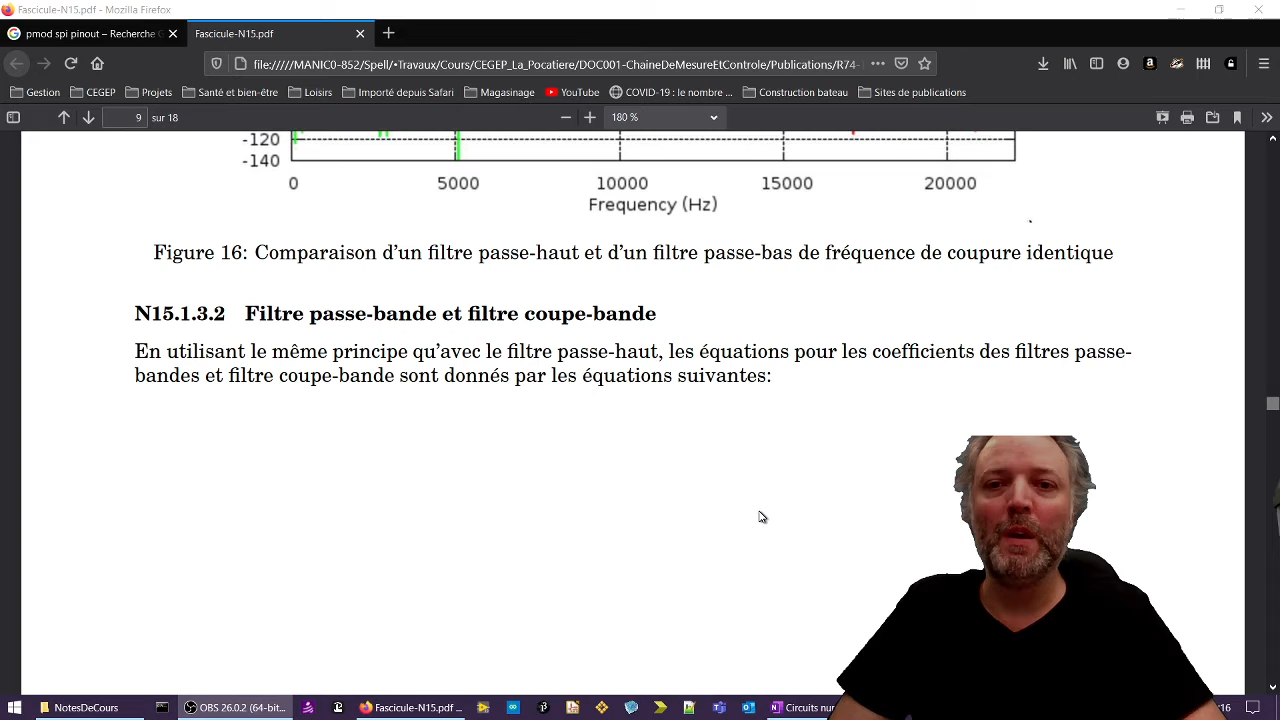 Fascicule-N15.pdf - Mozilla Firefox
pmod spi pinout – Recherche G
Fascicule-N15.pdf
file://///MANIC0-852/Spell/•Travaux/Cours/CEGEP_La_Pocatiere/DOC001-ChaineDeMesureEtControle/Publications/R74-
Gestion
CEGEP
Projets
Santé et bien-être
Loisirs
Importé depuis Safari
Magasinage
YouTube
COVID-19 : le nombre ...
Construction bateau
Sites de publications
9 sur 18
180 %
-120
-140
0 5000 10000 15000 20000
Frequency (Hz)
Figure 16: Comparaison d'un filtre passe-haut et d'un filtre passe-bas de fréquence de coupure identique
N15.1.3.2 Filtre passe-bande et filtre coupe-bande
En utilisant le même principe qu'avec le filtre passe-haut, les équations pour les coefficients des filtres passe-
bandes et filtre coupe-bande sont donnés par les équations suivantes:
NotesDeCours
OBS 26.0.2 (64-bit...
Fascicule-N15.pdf ...
Circuits nur
:16